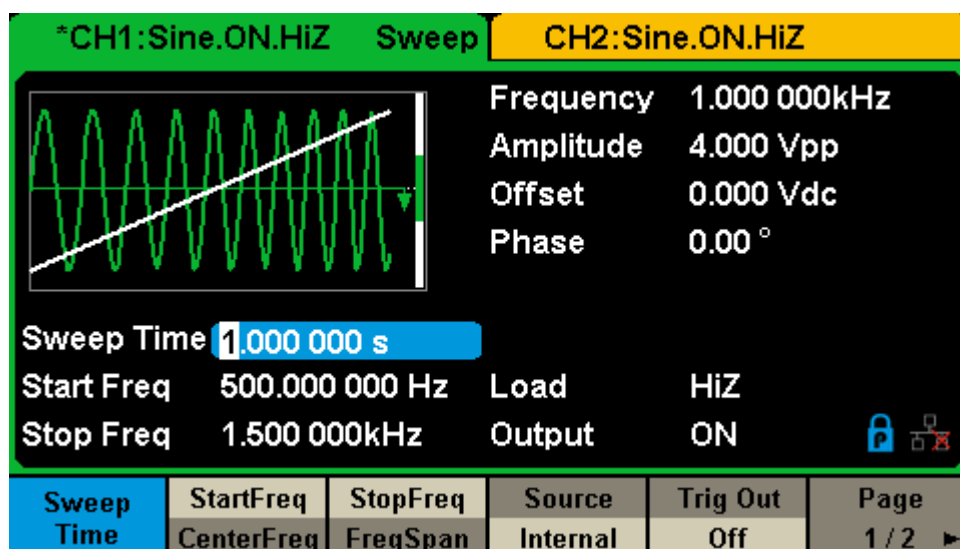 *CH1:Sine.ON.HiZ Sweep CH2:Sine.ON.HiZ
Frequency 1.000 000kHz
Amplitude 4.000 Vpp
Offset 0.000 Vdc
Phase 0.00 °
Sweep Time 1.000 000 s
Start Freq 500.000 000 Hz Load HiZ
Stop Freq 1.500 000kHz Output ON P
Sweep Time StartFreq StopFreq Source Trig Out Page
CenterFreq FreqSpan Internal Off 1/2 ►